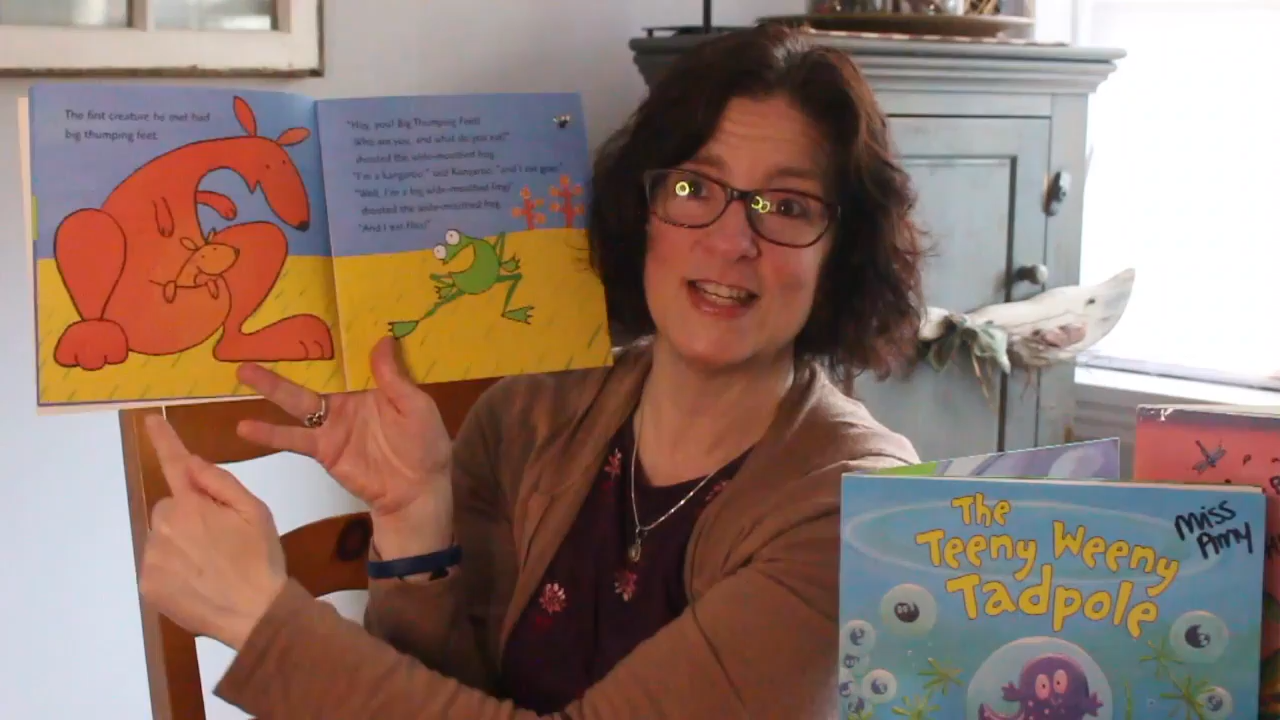 The first creature he met had
big thumping feet.
"Hey, you! Big Thumping Feet!
Who are you, and what do you eat?"
shouted the wide-mouthed frog.
"I'm a kangaroo," said Kangaroo, "and I eat grass."
"Well, I'm a big wide-mouthed frog!"
shouted the wide-mouthed frog.
"And I eat flies!"
The
Teeny Weeny
Tadpole
Miss
Amy